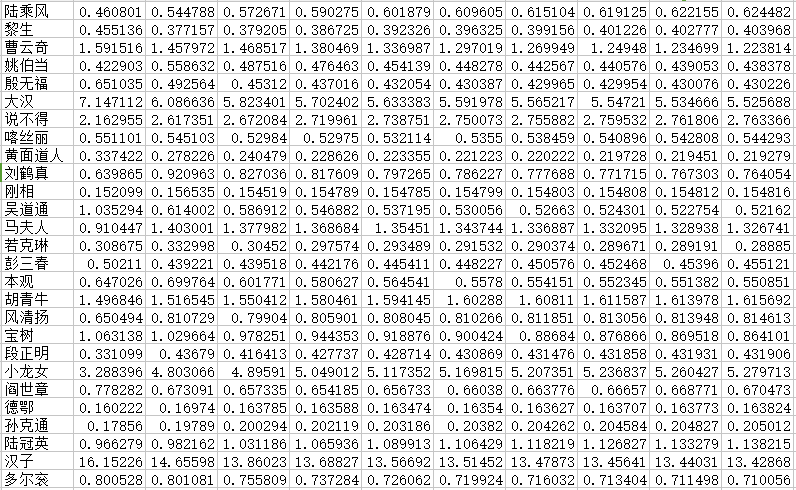 陆乘风 0.460801 0.544788 0.572671 0.590275 0.601879 0.609605 0.615104 0.619125 0.622155 0.624482
黎生 0.455136 0.377157 0.379205 0.386725 0.392326 0.396325 0.399156 0.401226 0.402777 0.403968
曹云奇 1.591516 1.457972 1.468517 1.380469 1.336987 1.297019 1.269949 1.24948 1.234699 1.223814
姚伯当 0.422903 0.558632 0.487516 0.476463 0.454139 0.448278 0.442567 0.440576 0.439053 0.438378
殷无福 0.651035 0.492564 0.45312 0.437016 0.432054 0.430387 0.429965 0.429954 0.430076 0.430226
大汉 7.147112 6.086636 5.823401 5.702402 5.633383 5.591978 5.565217 5.54721 5.534666 5.525688
说不得 2.162955 2.617351 2.672084 2.719961 2.738751 2.750073 2.755882 2.759532 2.761806 2.763366
喀丝丽 0.551101 0.545103 0.52984 0.52975 0.532114 0.5355 0.538459 0.540896 0.542808 0.544293
黄面道人 0.337422 0.278226 0.240479 0.228626 0.223355 0.221223 0.220222 0.219728 0.219451 0.219279
刘鹤真 0.639865 0.920963 0.827036 0.817609 0.797265 0.786227 0.777688 0.771715 0.767303 0.764054
刚相 0.152099 0.156535 0.154519 0.154789 0.154785 0.154799 0.154803 0.154808 0.154812 0.154816
吴道通 1.035294 0.614002 0.586912 0.546882 0.537195 0.530056 0.52663 0.524301 0.522754 0.52162
马夫人 0.910447 1.403001 1.377982 1.368684 1.35451 1.343744 1.336887 1.332095 1.328938 1.326741
若克琳 0.308675 0.332998 0.30452 0.297574 0.293489 0.291532 0.290374 0.289671 0.289191 0.28885
彭三春 0.50211 0.439221 0.439518 0.442176 0.445411 0.448227 0.450576 0.452468 0.45396 0.455121
本观 0.647026 0.699764 0.601771 0.580627 0.564541 0.5578 0.554151 0.552345 0.551382 0.550851
胡青牛 1.496846 1.516545 1.550412 1.580461 1.594145 1.60288 1.60811 1.611587 1.613978 1.615692
风清扬 0.650494 0.810729 0.79904 0.805901 0.808045 0.810266 0.811851 0.813056 0.813948 0.814613
宝树 1.063138 1.029664 0.978251 0.944353 0.918876 0.900424 0.88684 0.876866 0.869518 0.864101
段正明 0.331099 0.43679 0.416413 0.427737 0.428714 0.430869 0.431476 0.431858 0.431931 0.431906
小龙女 3.288396 4.803066 4.89591 5.049012 5.117352 5.169815 5.207351 5.236837 5.260427 5.279713
阎世章 0.778282 0.673091 0.657335 0.654185 0.656733 0.66038 0.663776 0.66657 0.668771 0.670473
德鄂 0.160222 0.16974 0.163785 0.163588 0.163474 0.16354 0.163627 0.163707 0.163773 0.163824
孙克通 0.17856 0.19789 0.200294 0.202119 0.203186 0.20382 0.204262 0.204584 0.204827 0.205012
陆冠英 0.966279 0.982162 1.031186 1.065936 1.089913 1.106429 1.118219 1.126827 1.133279 1.138215
汉子 16.15226 14.65598 13.86023 13.68827 13.56692 13.51452 13.47873 13.45641 13.44031 13.42868
多尔衮 0.800528 0.801081 0.755809 0.737284 0.726062 0.719924 0.716032 0.713404 0.711498 0.710056